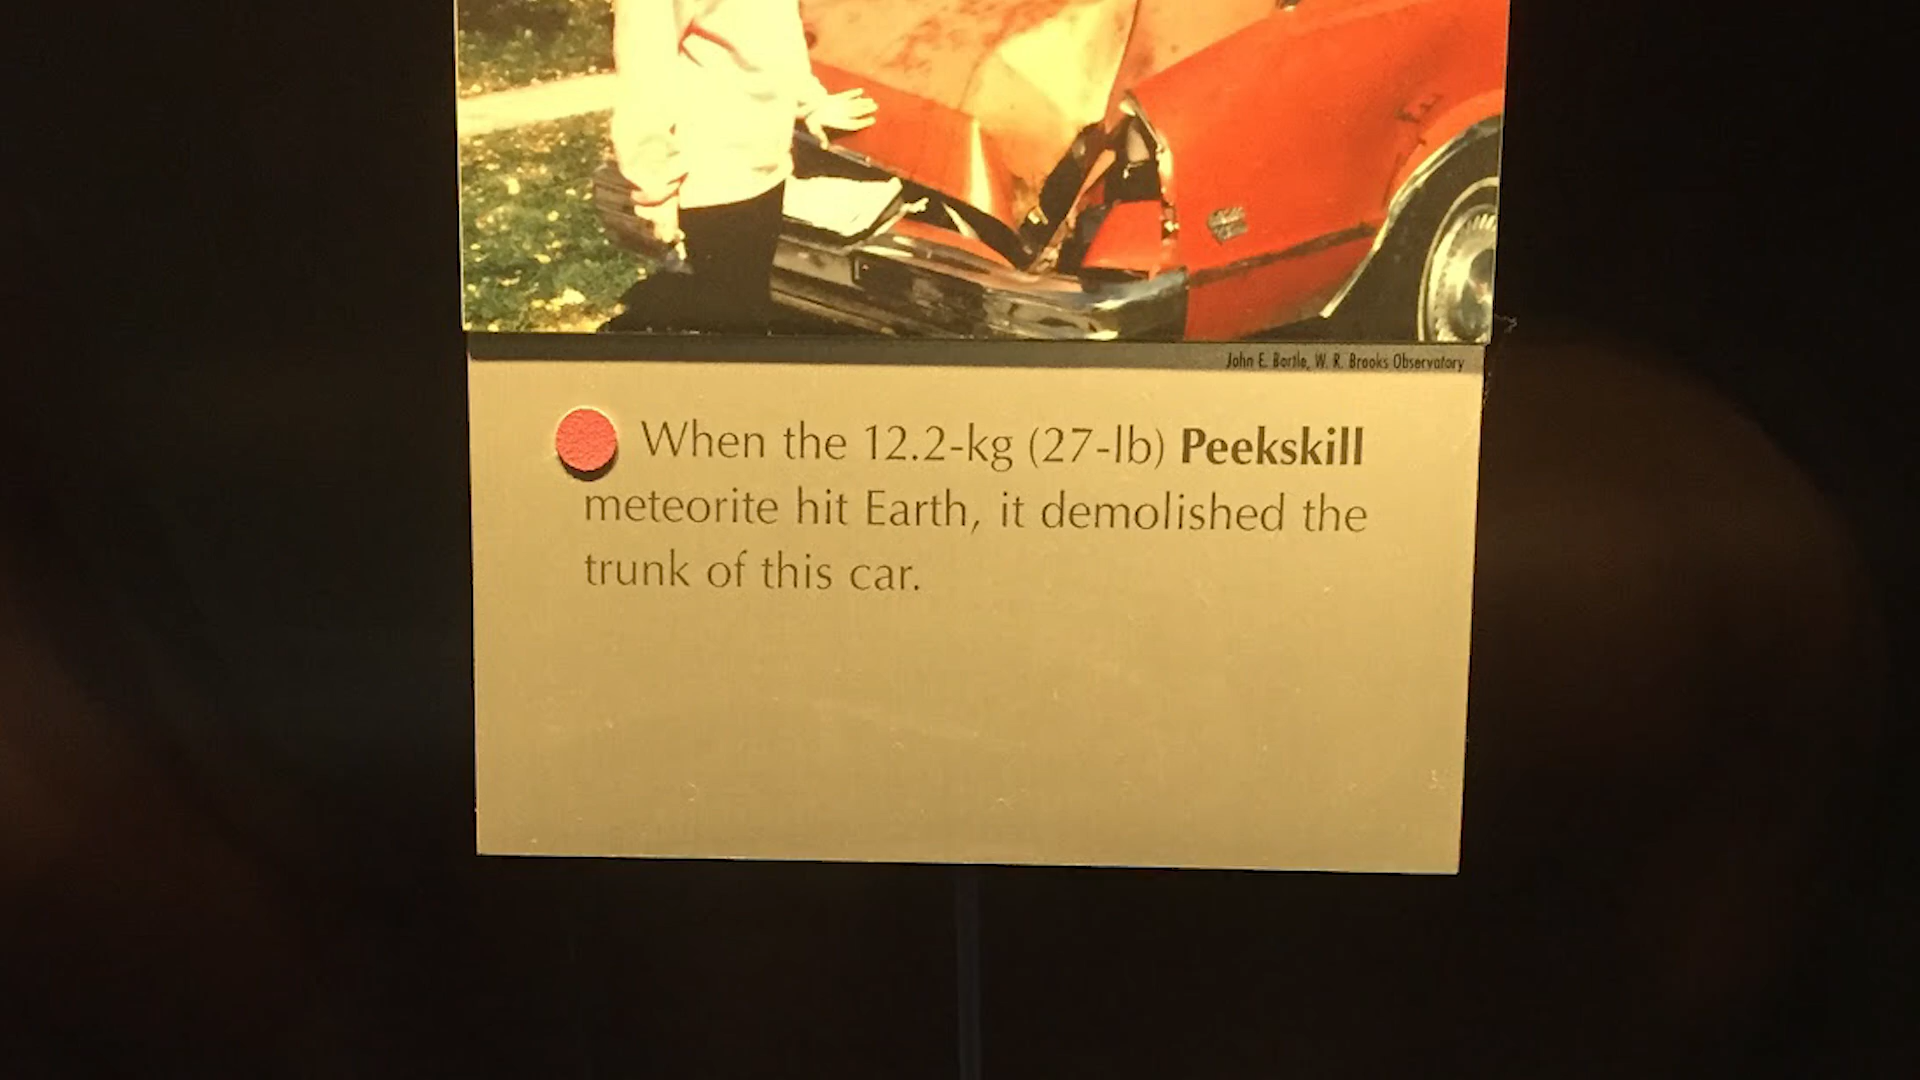 John E. Bortle, W. R. Brooks Observatory
When the 12.2-kg (27-lb) Peekskill
meteorite hit Earth, it demolished the
trunk of this car.